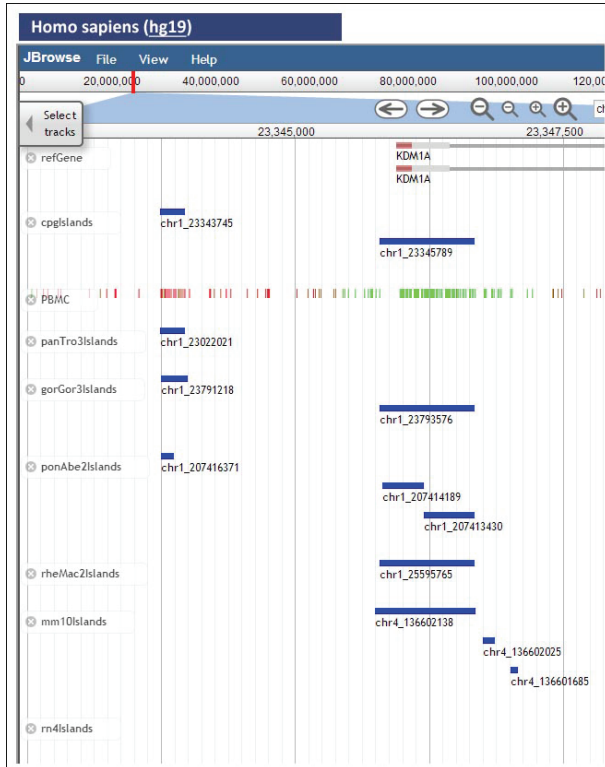 Homo sapiens (hg19)
JBrowse File View Help
0 20,000,000 40,000,000 60,000,000 80,000,000 100,000,000 120,0
Select tracks
ch
23,345,000 23,347,500
refGene
KDM1A
KDM1A
cpgIslands
chr1_23343745
chr1_23345789
PBMC
panTro3Islands
chr1_23022021
gorGor3Islands
chr1_23791218
chr1_23793576
ponAbe2Islands
chr1_207416371
chr1_207414189
chr1_207413430
rheMac2Islands
chr1_25595765
mm10Islands
chr4_136602138
chr4_136602025
chr4_136601685
rn4Islands